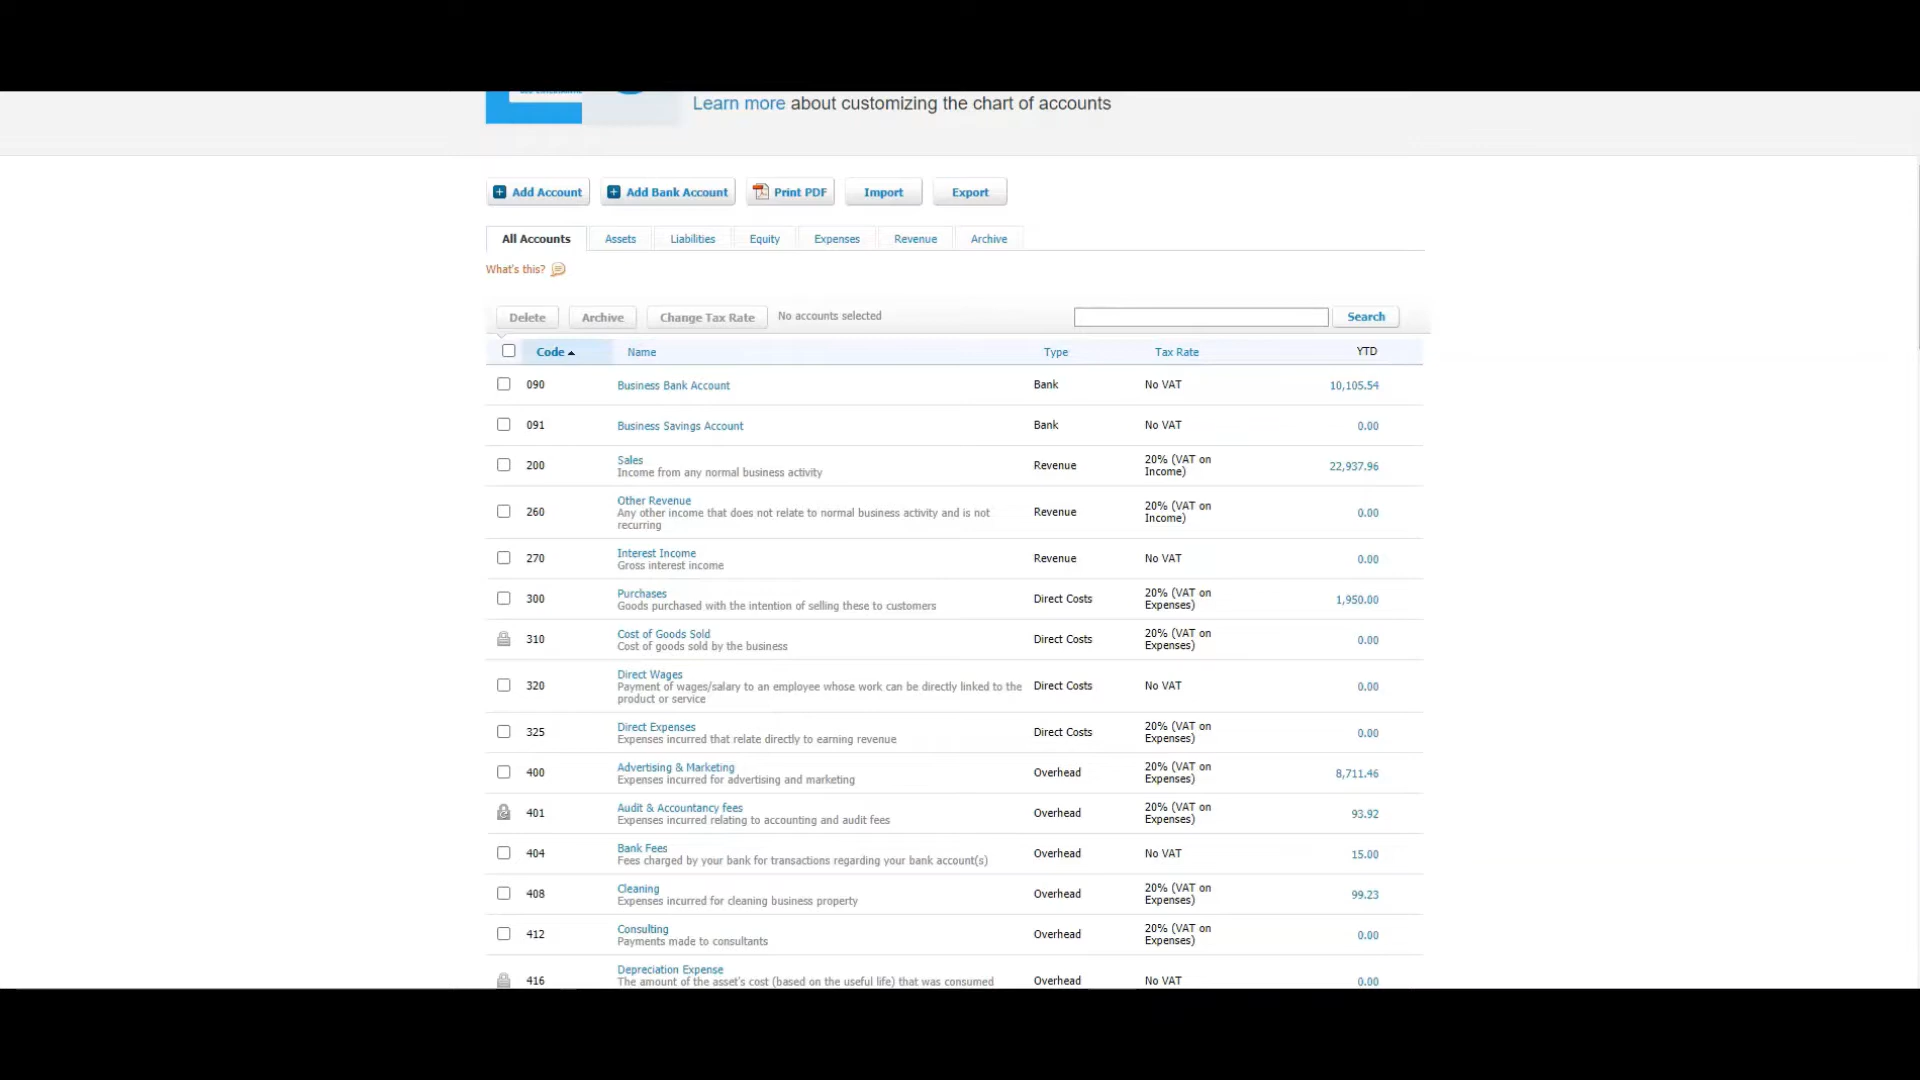 Learn more about customizing the chart of accounts
Add Account Add Bank Account Print PDF Import Export
All Accounts Assets Liabilities Equity Expenses Revenue Archive
What's this?
Delete Archive Change Tax Rate No accounts selected Search
Code Name Type Tax Rate YTD
090 Business Bank Account Bank No VAT 10,105.54
091 Business Savings Account Bank No VAT 0.00
200 Sales Revenue 20% (VAT on Income) 22,937.96
Income from any normal business activity
260 Other Revenue Revenue 20% (VAT on Income) 0.00
Any other income that does not relate to normal business activity and is not
recurring
270 Interest Income Revenue No VAT 0.00
Gross interest income
300 Purchases Direct Costs 20% (VAT on Expenses) 1,950.00
Goods purchased with the intention of selling these to customers
310 Cost of Goods Sold Direct Costs 20% (VAT on Expenses) 0.00
Cost of goods sold by the business
320 Direct Wages Direct Costs No VAT 0.00
Payment of wages/salary to an employee whose work can be directly linked to the
product or service
325 Direct Expenses Direct Costs 20% (VAT on Expenses) 0.00
Expenses incurred that relate directly to earning revenue
400 Advertising & Marketing Overhead 20% (VAT on Expenses) 8,711.46
Expenses incurred for advertising and marketing
401 Audit & Accountancy fees Overhead 20% (VAT on Expenses) 93.92
Expenses incurred relating to accounting and audit fees
404 Bank Fees Overhead No VAT 15.00
Fees charged by your bank for transactions regarding your bank account(s)
408 Cleaning Overhead 20% (VAT on Expenses) 99.23
Expenses incurred for cleaning business property
412 Consulting Overhead 20% (VAT on Expenses) 0.00
Payments made to consultants
416 Depreciation Expense Overhead No VAT 0.00
The amount of the asset's cost (based on the useful life) that was consumed